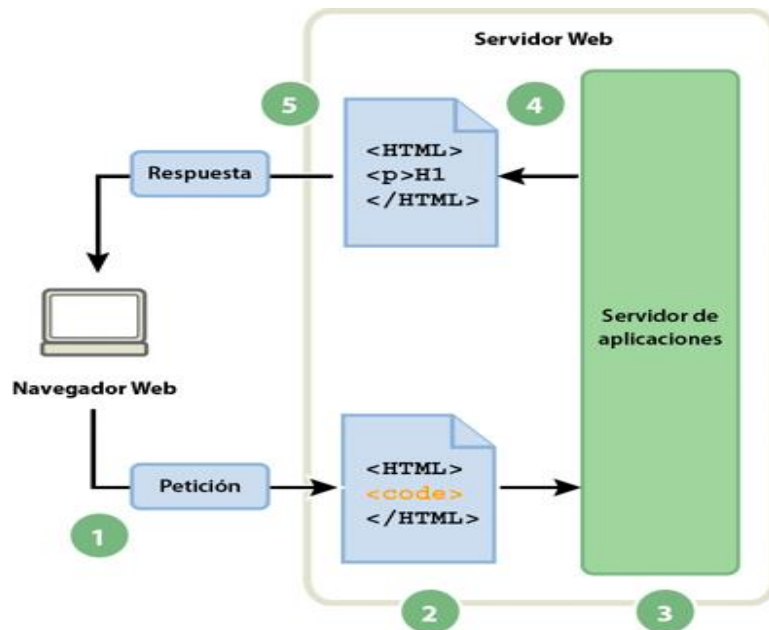 Servidor Web
5
4
<HTML>
<p>H1
</HTML>
Respuesta
Servidor de
aplicaciones
Navegador Web
<HTML>
<code>
</HTML>
Petición
1
2
3